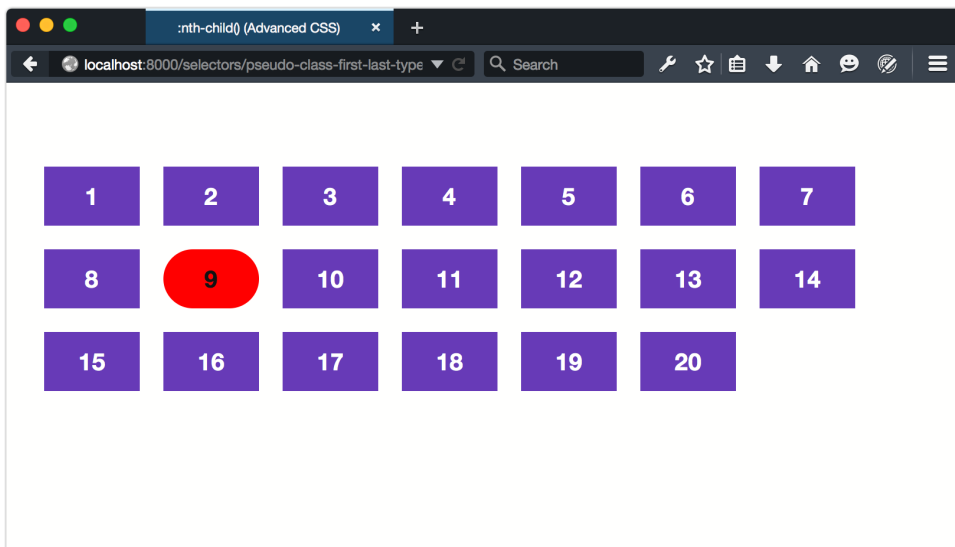 :nth-child() (Advanced CSS)
localhost:8000/selectors/pseudo-class-first-last-type
Search
1 2 3 4 5 6 7
8 9 10 11 12 13 14
15 16 17 18 19 20